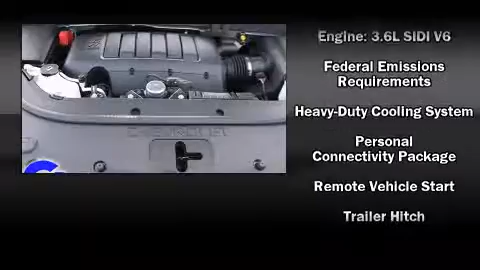 Engine: 3.6L SIDI V6
Federal Emissions
Requirements
Heavy-Duty Cooling System
Personal
Connectivity Package
Remote Vehicle Start
Trailer Hitch
CHEVROLET